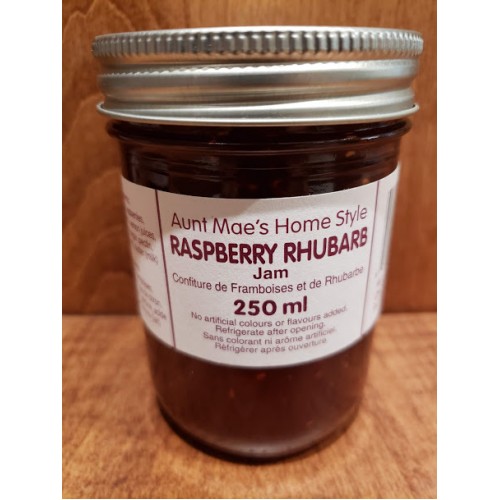 Aunt Mae's Home Style
RASPBERRY RHUBARB
Jam
Confiture de Framboises et de Rhubarbe
250 ml
No artificial colours or flavours added.
Refrigerate after opening.
Sans colorant ni arôme artificiel.
Réfrigérer après ouverture.